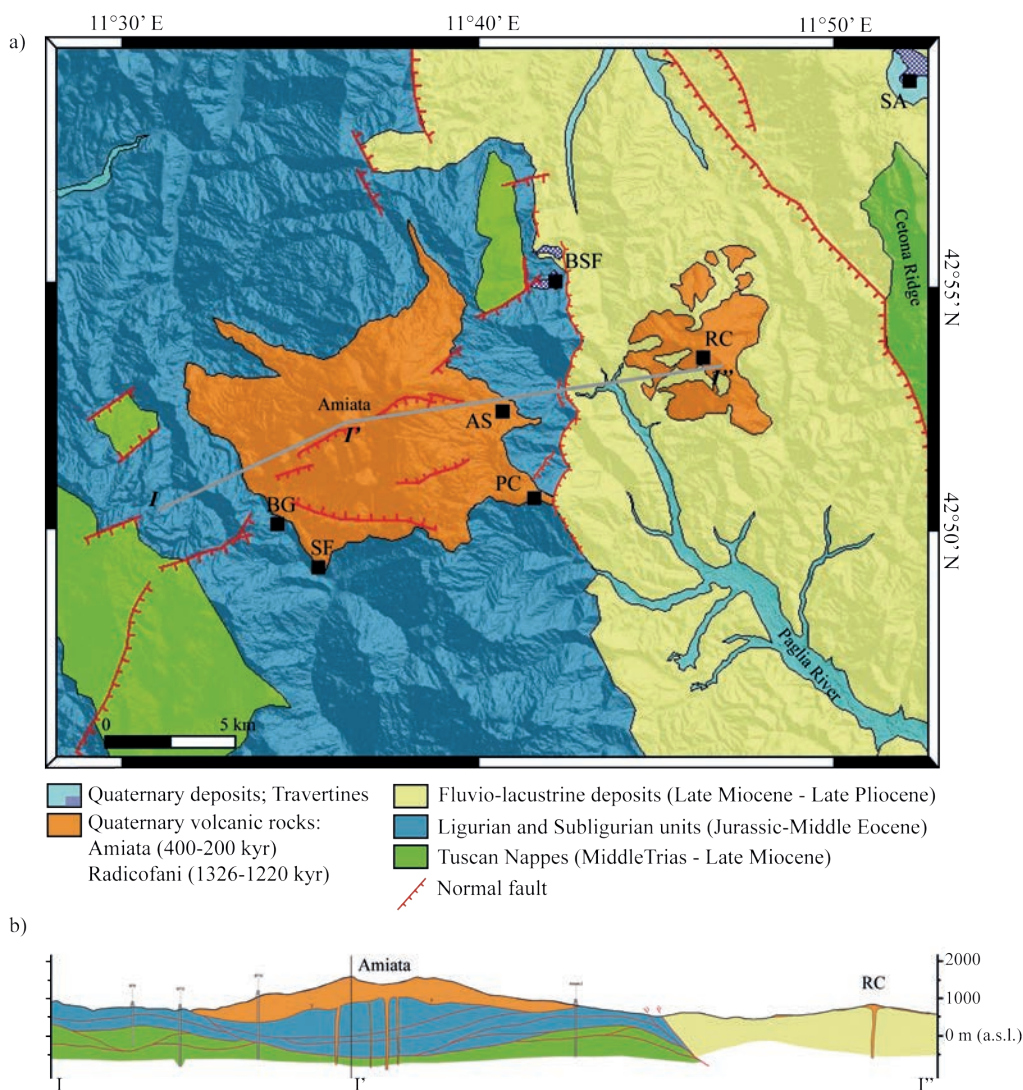 11°30' E
11°40' E
11°50' E
a)
SA
Cetona Ridge
42°55' N
BSF
RC
I''
Amiata
I'
AS
PC
I
BG
SF
42°50' N
Paglia River
0
5 km
Quaternary deposits; Travertines
Quaternary volcanic rocks:
Amiata (400-200 kyr)
Radicofani (1326-1220 kyr)
Fluvio-lacustrine deposits (Late Miocene - Late Pliocene)
Ligurian and Subligurian units (Jurassic-Middle Eocene)
Tuscan Nappes (MiddleTrias - Late Miocene)
Normal fault
b)
Amiata
RC
2000
1000
0 m (a.s.l.)
I
I'
I''